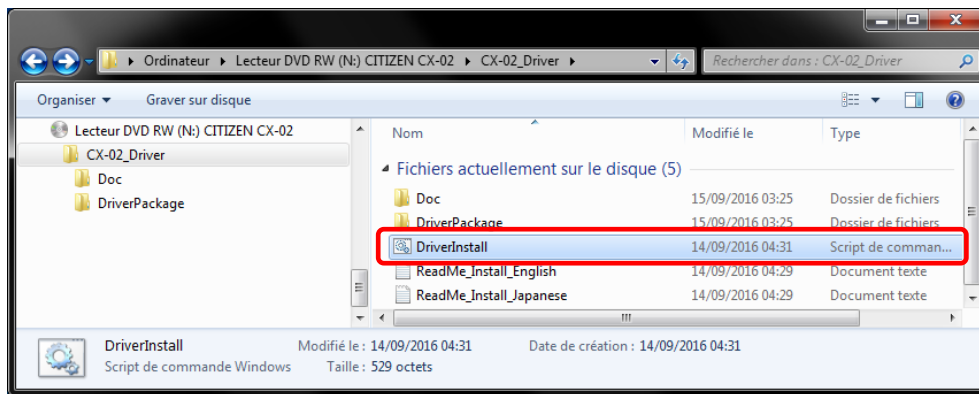 Ordinateur ▸ Lecteur DVD RW (N:) CITIZEN CX-02 ▸ CX-02_Driver ▸ Rechercher dans : CX-02_Driver
Organiser Graver sur disque
Lecteur DVD RW (N:) CITIZEN CX-02
CX-02_Driver
Doc
DriverPackage
Nom Modifié le Type
Fichiers actuellement sur le disque (5)
Doc 15/09/2016 03:25 Dossier de fichiers
DriverPackage 15/09/2016 03:25 Dossier de fichiers
DriverInstall 14/09/2016 04:31 Script de comman...
ReadMe_Install_English 14/09/2016 04:29 Document texte
ReadMe_Install_Japanese 14/09/2016 04:29 Document texte
DriverInstall Modifié le : 14/09/2016 04:31 Date de création : 14/09/2016 04:31
Script de commande Windows Taille : 529 octets